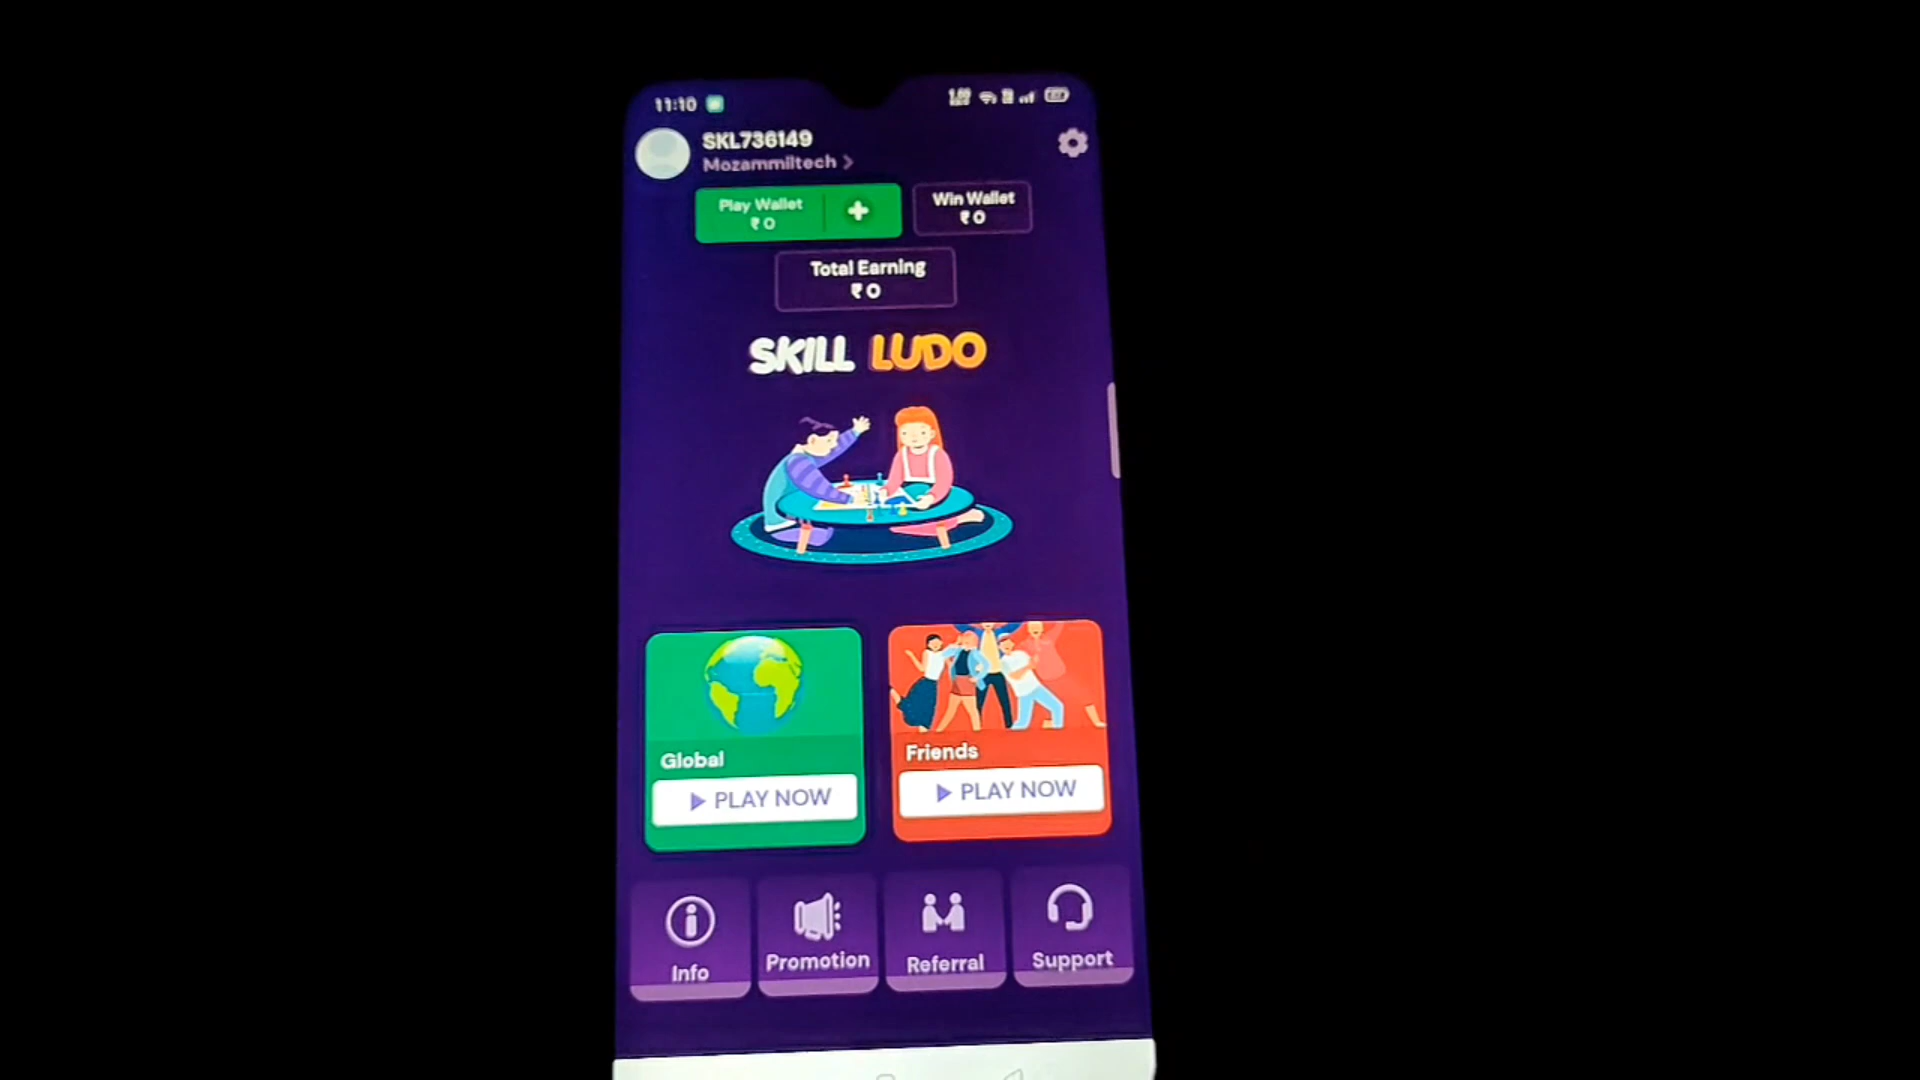 11:10
SKL736149
Mozammiltech >
Play Wallet
₹ 0
+
Win Wallet
₹ 0
Total Earning
₹ 0
SKILL LUDO
Global
PLAY NOW
Friends
PLAY NOW
Info
Promotion
Referral
Support